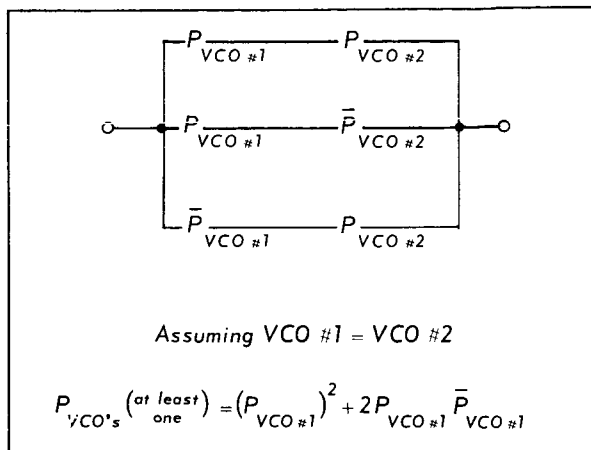 P VCO #1 P VCO #2
P VCO #1 P̄ VCO #2
P̄ VCO #1 P VCO #2
Assuming VCO #1 = VCO #2
P VCO's (at least one) = (P VCO #1)² + 2 P VCO #1 P̄ VCO #1